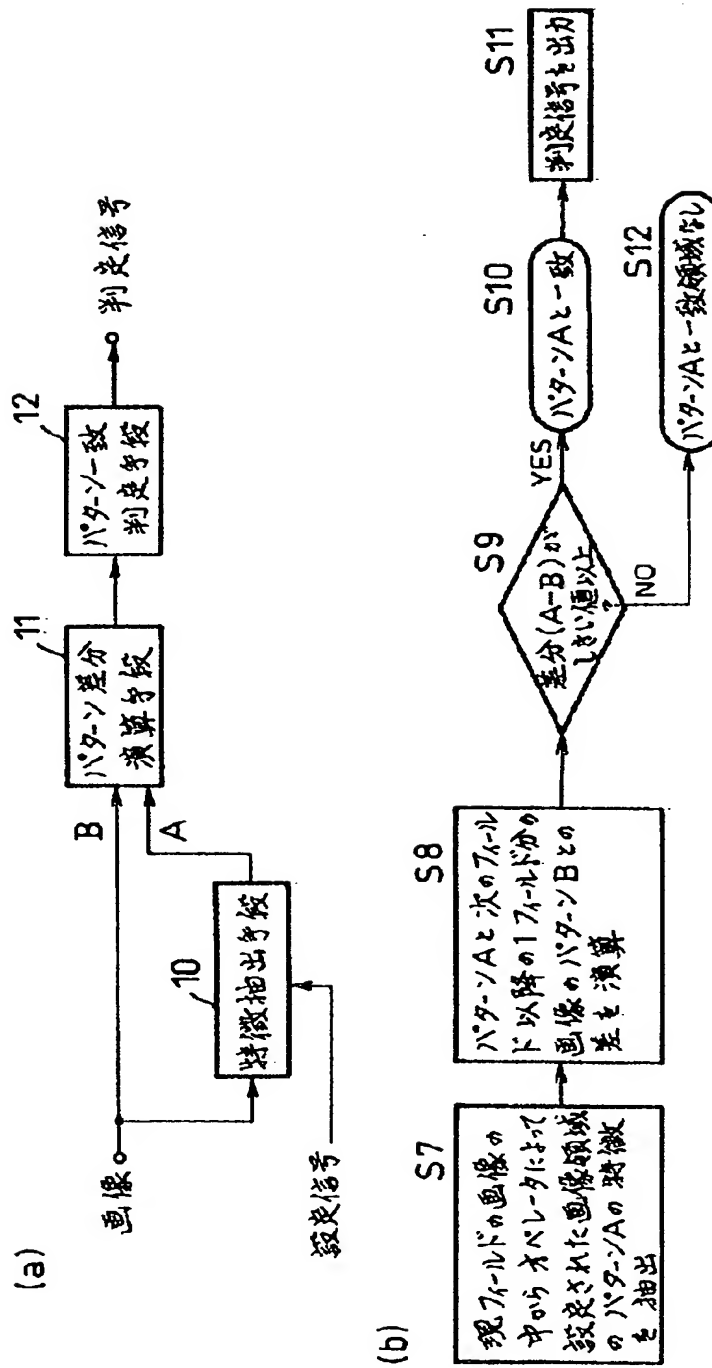 (a)
画像
設定信号
10
特徴抽出手段
B
A
11
パターン差分
演算手段
12
パターン一致
判定手段
判定信号
(b)
S7
現フィールドの画像の
中からオペレータによって
設定された画像領域
のパターンAの特徴
を抽出
S8
パターンAと次のフィール
ド以降の1フィールド分の
画像のパターンBとの
差を演算
S9
差分(A-B)が
しきい値以上
?
YES
NO
S10
パターンAと一致
S11
判定信号を出力
S12
パターンAと一致領域なし